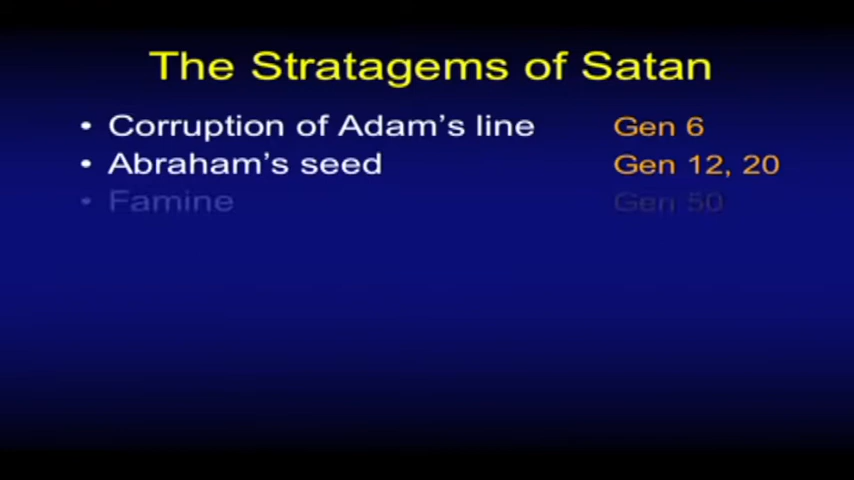 The Stratagems of Satan
• Corruption of Adam's line Gen 6
• Abraham's seed Gen 12, 20
• Famine Gen 50